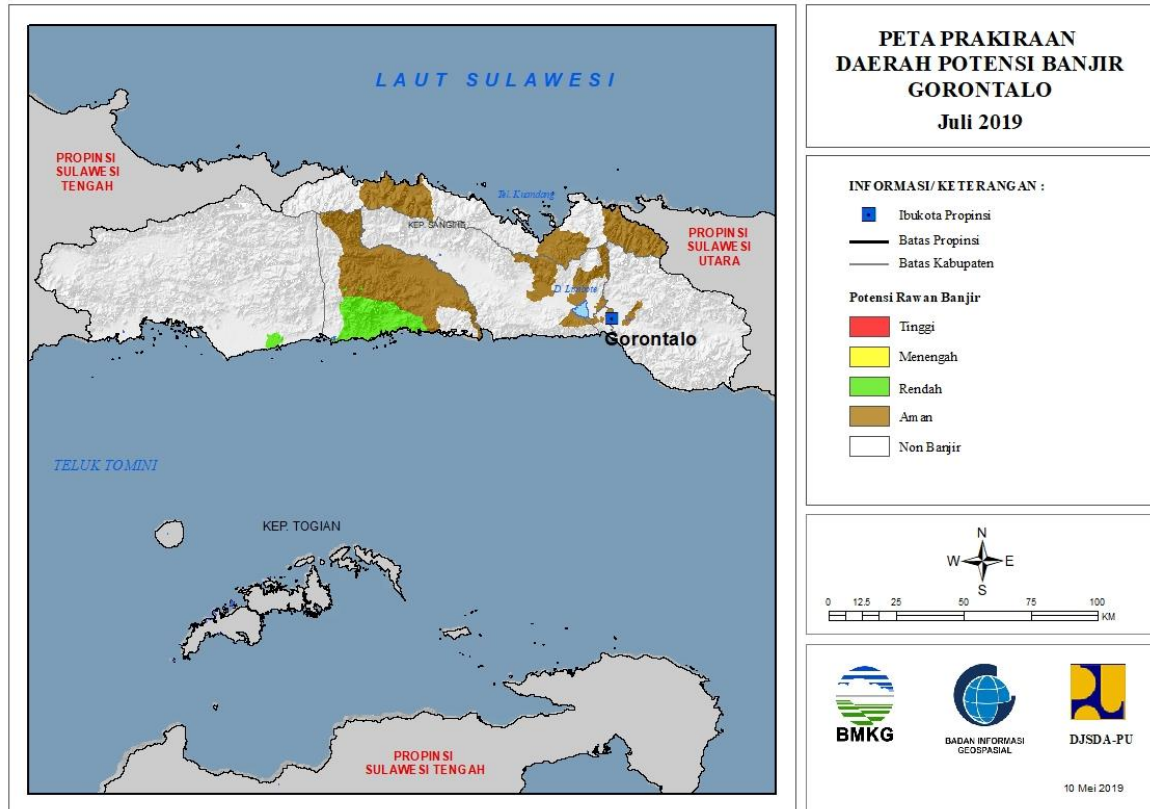 LAUT SULAWESI
PROPINSI
SULAWESI
TENGAH
Tel. Kuandang
KEP. SANGIHE
PROPINSI
SULAWESI
UTARA
D. Limboto
Gorontalo
TELUK TOMINI
KEP. TOGIAN
PROPINSI
SULAWESI TENGAH
PETA PRAKIRAAN
DAERAH POTENSI BANJIR
GORONTALO
Juli 2019
INFORMASI/ KETERANGAN :
Ibukota Propinsi
Batas Propinsi
Batas Kabupaten
Potensi Rawan Banjir
Tinggi
Menengah
Rendah
Aman
Non Banjir
N
W E
S
0 12.5 25 50 75 100
KM
BMKG
BADAN INFORMASI
GEOSPASIAL
DJSDA-PU
10 Mei 2019